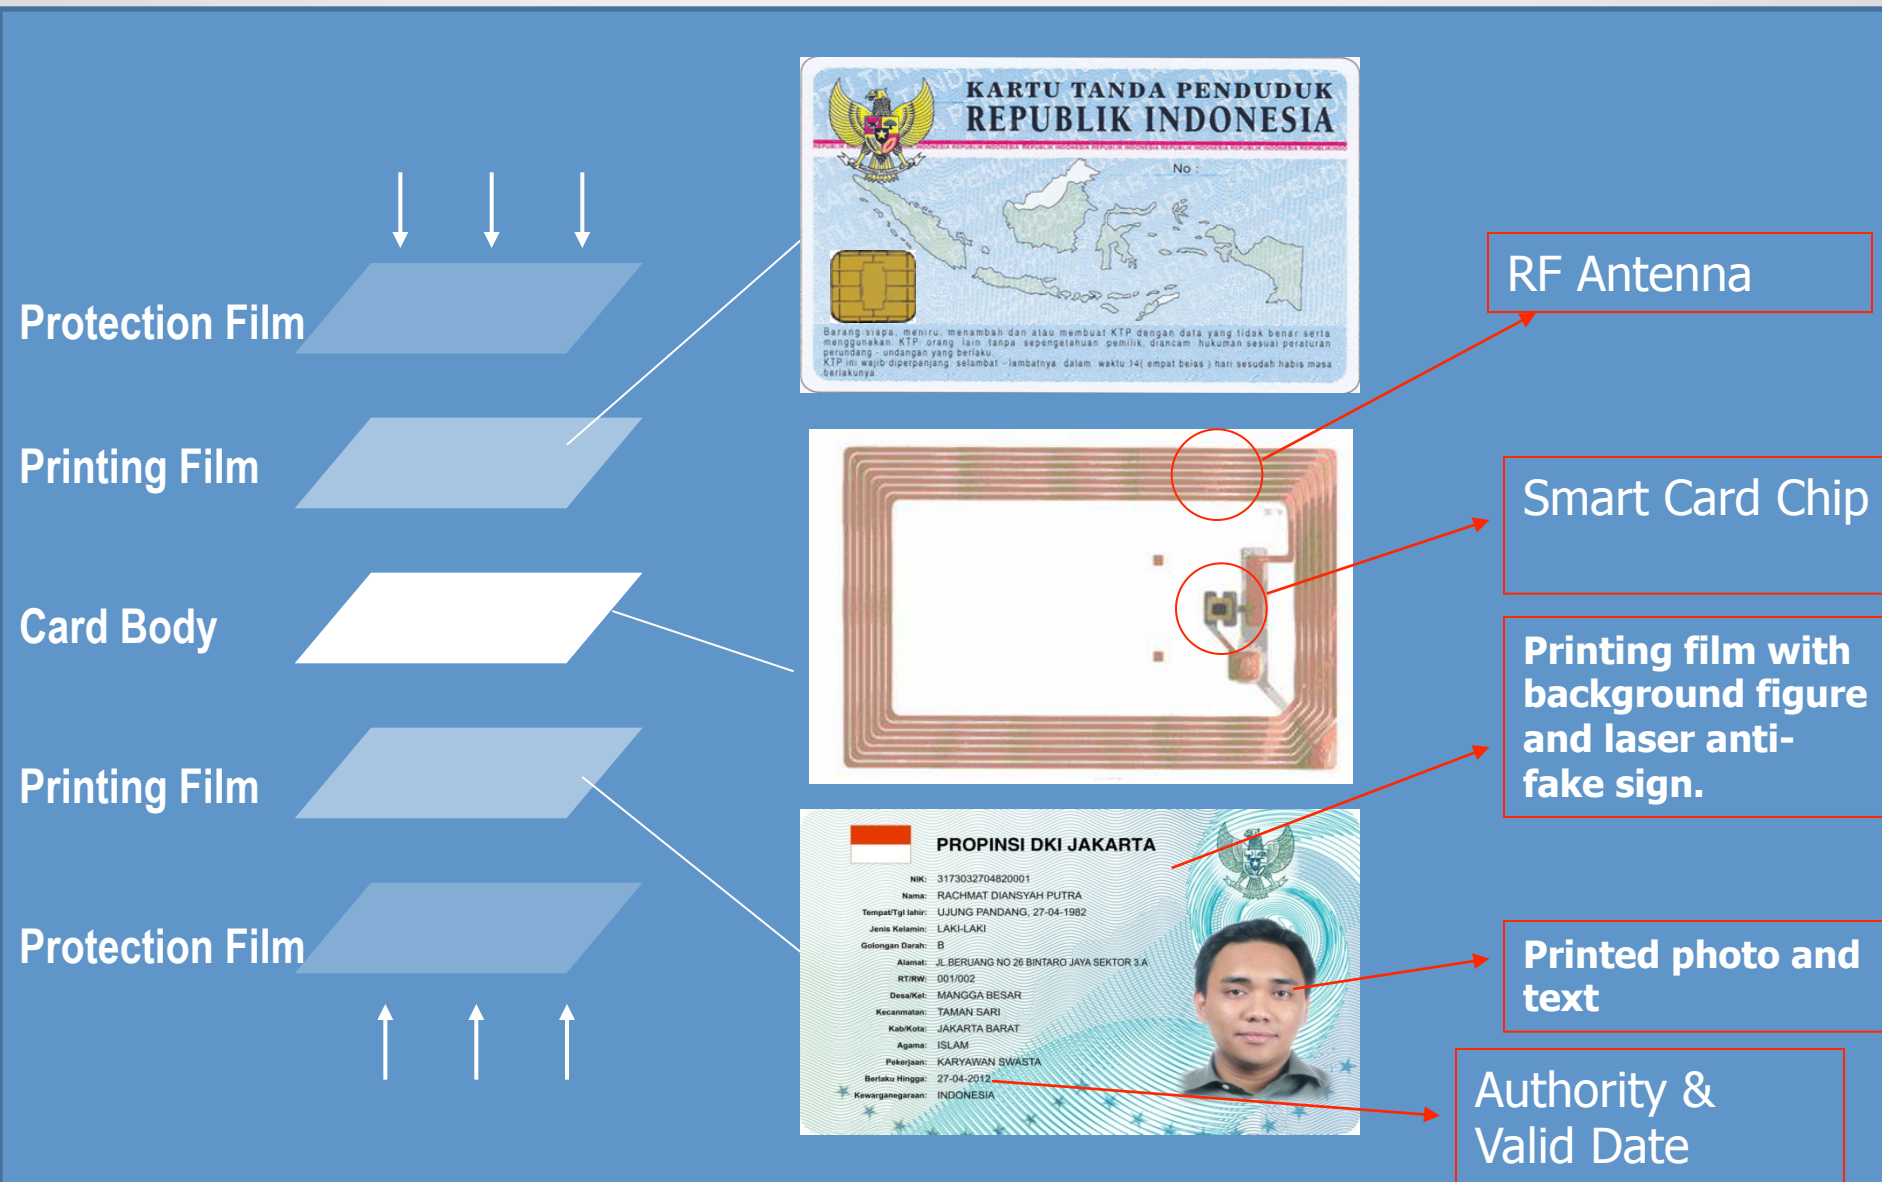 KARTU TANDA PENDUDUK
REPUBLIK INDONESIA
No :
Barang siapa, meniru, menambah dan atau membuat KTP dengan data yang tidak benar serta
menggunakan KTP orang lain tanpa sepengetahuan pemilik, diancam hukuman sesuai peraturan
perundang - undangan yang berlaku.
KTP ini wajib diperpanjang, selambat - lambatnya dalam waktu 14( empat belas ) hari sesudah habis masa
berlakunya.
Protection Film
Printing Film
Card Body
Printing Film
Protection Film
RF Antenna
Smart Card Chip
Printing film with
background figure
and laser anti-
fake sign.
Printed photo and
text
Authority &
Valid Date
PROPINSI DKI JAKARTA
NIK: 3173032704820001
Nama: RACHMAT DIANSYAH PUTRA
Tempat/Tgl lahir: UJUNG PANDANG, 27-04-1982
Jenis Kelamin: LAKI-LAKI
Golongan Darah: B
Alamat: JL.BERUANG NO 26 BINTARO JAYA SEKTOR 3.A
RT/RW: 001/002
Desa/Kel: MANGGA BESAR
Kecanmatan: TAMAN SARI
Kab/Kota: JAKARTA BARAT
Agama: ISLAM
Pekerjaan: KARYAWAN SWASTA
Berlaku Hingga: 27-04-2012
Kewarganegaraan: INDONESIA